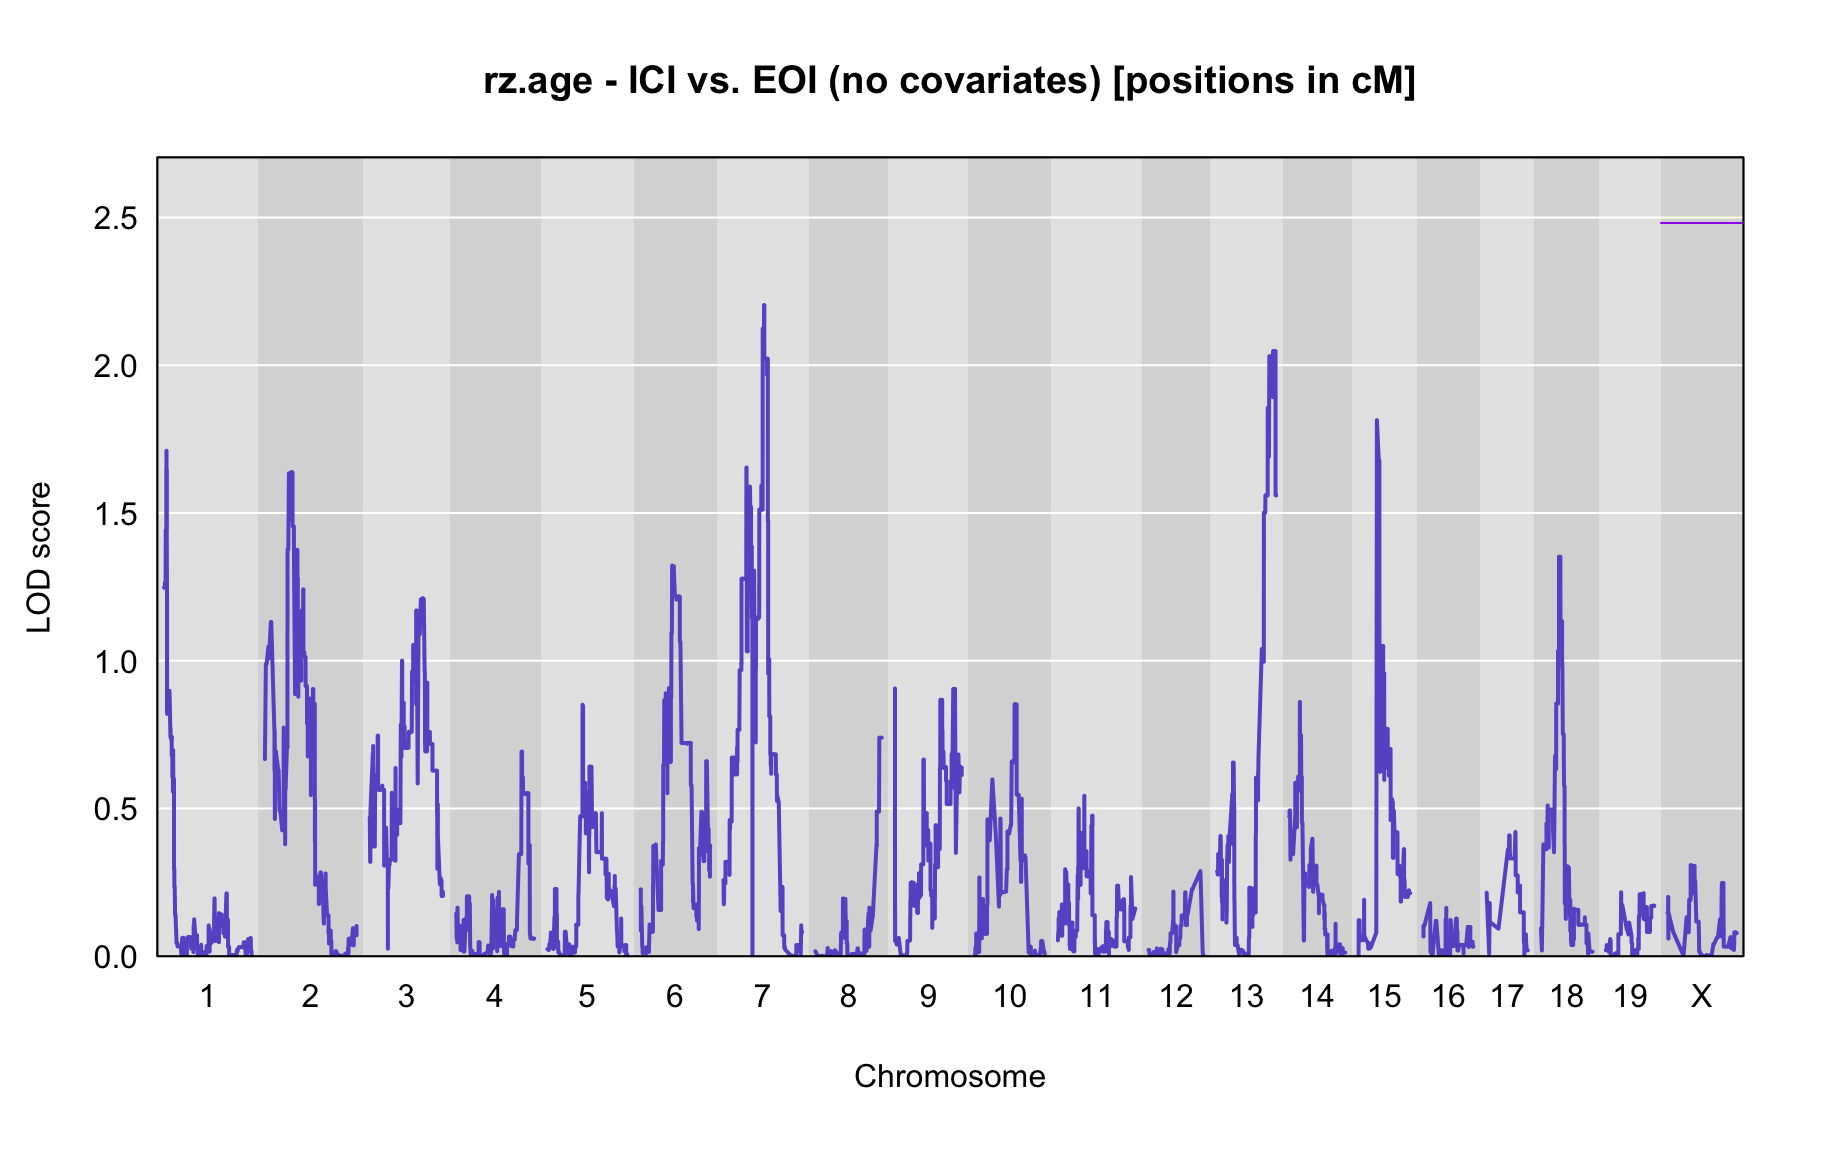 rz.age - ICI vs. EOI (no covariates) [positions in cM]
LOD score
2.5
2.0
1.5
1.0
0.5
0.0
1 2 3 4 5 6 7 8 9 10 11 12 13 14 15 16 17 18 19 X
Chromosome